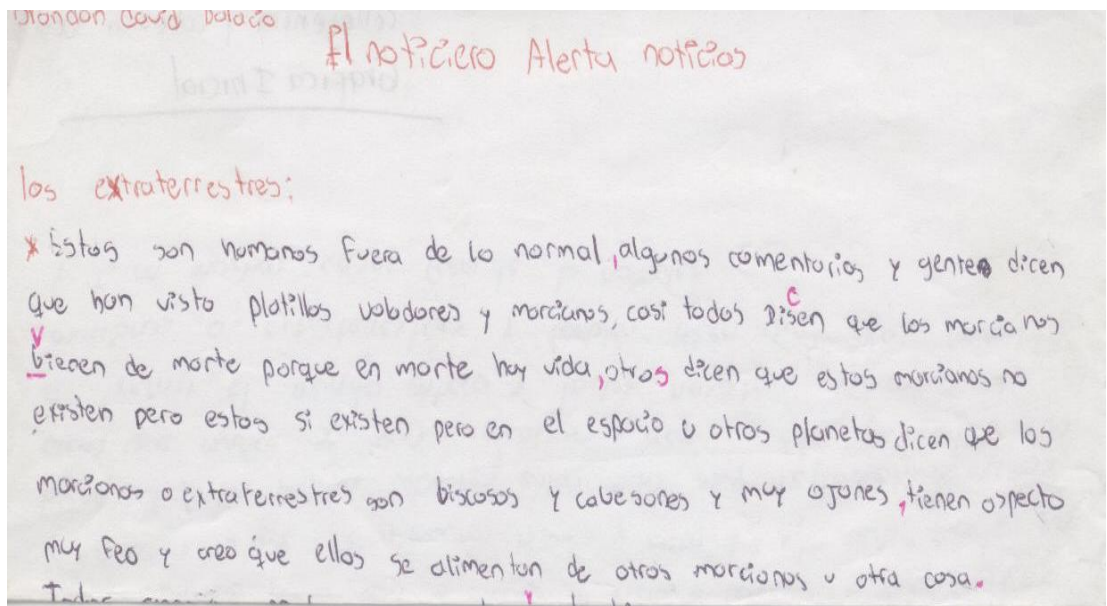 David
El noticiero Alerta noticias
los extraterrestres:
* Estos son humanos fuera de lo normal, algunos comentarios y gente dicen
c
que han visto platillos voladores y marcianos casi todos Disen que los marcianos
v
bienen de marte porque en marte hay vida, otros dicen que estos marcianos no
existen pero estos si existen pero en el espacio u otros planetas dicen que los
marcianos o extraterrestres son biscosos y cabesones y muy ojones, tienen aspecto
muy feo y creo que ellos se alimentan de otros marcianos u otra cosa.